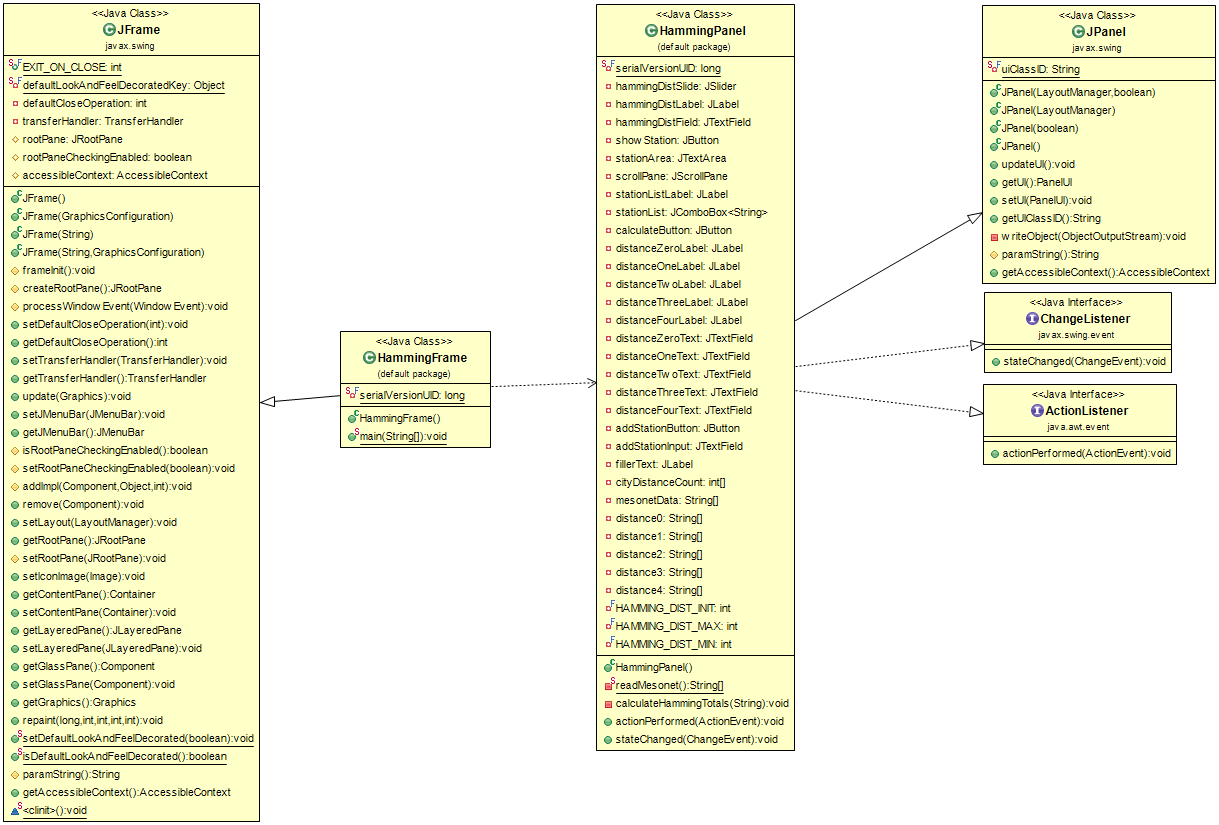 <<Java Class>>
JFrame
javax.swing
EXIT_ON_CLOSE: int
defaultLookAndFeelDecoratedKey: Object
defaultCloseOperation: int
transferHandler: TransferHandler
rootPane: JRootPane
rootPaneCheckingEnabled: boolean
accessibleContext: AccessibleContext
JFrame()
JFrame(GraphicsConfiguration)
JFrame(String)
JFrame(String,GraphicsConfiguration)
frameInit():void
createRootPane():JRootPane
processWindowEvent(WindowEvent):void
setDefaultCloseOperation(int):void
getDefaultCloseOperation():int
setTransferHandler(TransferHandler):void
getTransferHandler():TransferHandler
update(Graphics):void
setJMenuBar(JMenuBar):void
getJMenuBar():JMenuBar
isRootPaneCheckingEnabled():boolean
setRootPaneCheckingEnabled(boolean):void
addImpl(Component,Object,int):void
remove(Component):void
setLayout(LayoutManager):void
getRootPane():JRootPane
setRootPane(JRootPane):void
setIconImage(Image):void
getContentPane():Container
setContentPane(Container):void
getLayeredPane():JLayeredPane
setLayeredPane(JLayeredPane):void
getGlassPane():Component
setGlassPane(Component):void
getGraphics():Graphics
repaint(long,int,int,int,int):void
setDefaultLookAndFeelDecorated(boolean):void
isDefaultLookAndFeelDecorated():boolean
paramString():String
getAccessibleContext():AccessibleContext
<clinit>():void
<<Java Class>>
HammingFrame
(default package)
serialVersionUID: long
HammingFrame()
main(String[]):void
<<Java Class>>
HammingPanel
(default package)
serialVersionUID: long
hammingDistSlide: JSlider
hammingDistLabel: JLabel
hammingDistField: JTextField
showStation: JButton
stationArea: JTextArea
scrollPane: JScrollPane
stationListLabel: JLabel
stationList: JComboBox<String>
calculateButton: JButton
distanceZeroLabel: JLabel
distanceOneLabel: JLabel
distanceTwoLabel: JLabel
distanceThreeLabel: JLabel
distanceFourLabel: JLabel
distanceZeroText: JTextField
distanceOneText: JTextField
distanceTwoText: JTextField
distanceThreeText: JTextField
distanceFourText: JTextField
addStationButton: JButton
addStationInput: JTextField
fillerText: JLabel
cityDistanceCount: int[]
mesonetData: String[]
distance0: String[]
distance1: String[]
distance2: String[]
distance3: String[]
distance4: String[]
HAMMING_DIST_INIT: int
HAMMING_DIST_MAX: int
HAMMING_DIST_MIN: int
HammingPanel()
readMesonet():String[]
calculateHammingTotals(String):void
actionPerformed(ActionEvent):void
stateChanged(ChangeEvent):void
<<Java Class>>
JPanel
javax.swing
uiClassID: String
JPanel(LayoutManager,boolean)
JPanel(LayoutManager)
JPanel(boolean)
JPanel()
updateUI():void
getUI():PanelUI
setUI(PanelUI):void
getUIClassID():String
writeObject(ObjectOutputStream):void
paramString():String
getAccessibleContext():AccessibleContext
<<Java Interface>>
ChangeListener
javax.swing.event
stateChanged(ChangeEvent):void
<<Java Interface>>
ActionListener
java.awt.event
actionPerformed(ActionEvent):void